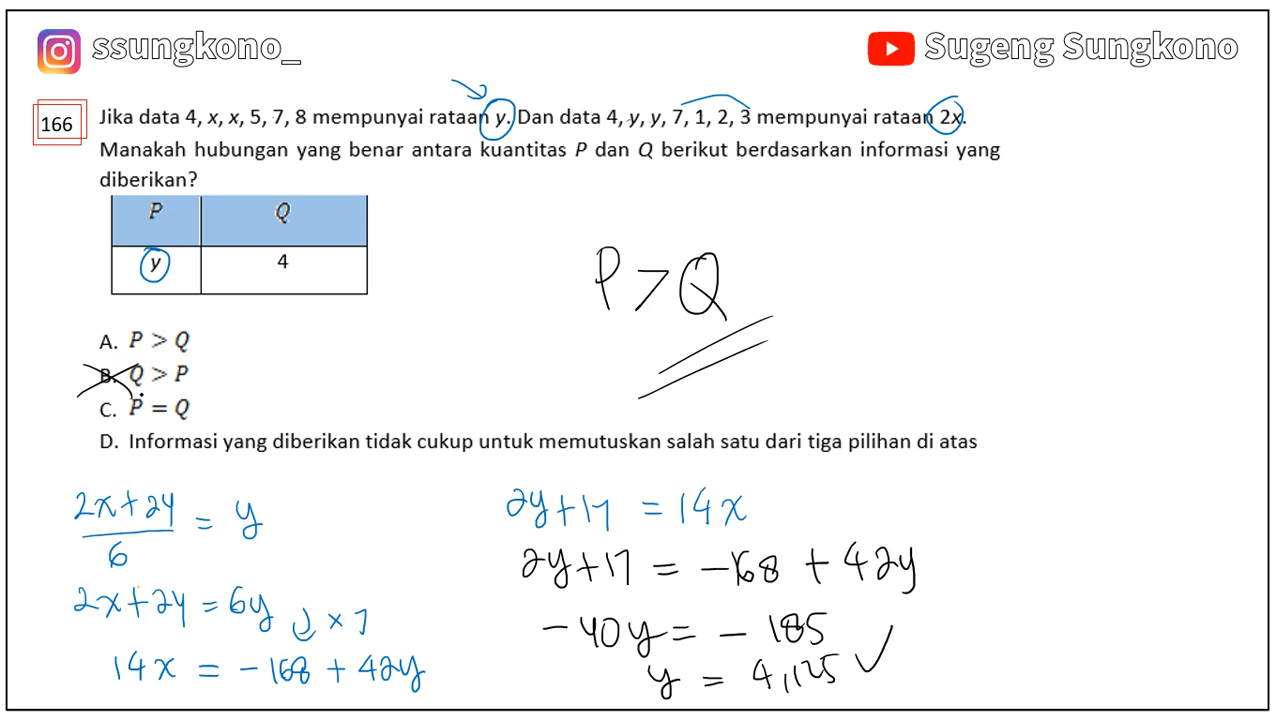 ssungkono_
Sugeng Sungkono
166
Jika data 4, x, x, 5, 7, 8 mempunyai rataan y. Dan data 4, y, y, 7, 1, 2, 3 mempunyai rataan 2x.
Manakah hubungan yang benar antara kuantitas P dan Q berikut berdasarkan informasi yang
diberikan?
P Q
y 4
P > Q
A. P > Q
B. Q > P
C. P = Q
D. Informasi yang diberikan tidak cukup untuk memutuskan salah satu dari tiga pilihan di atas
2x + 24 / 6 = y
2x + 24 = 6y × 7
14x = -168 + 42y
2y + 17 = 14x
2y + 17 = -168 + 42y
-40y = -185
y = 4,125 ✓